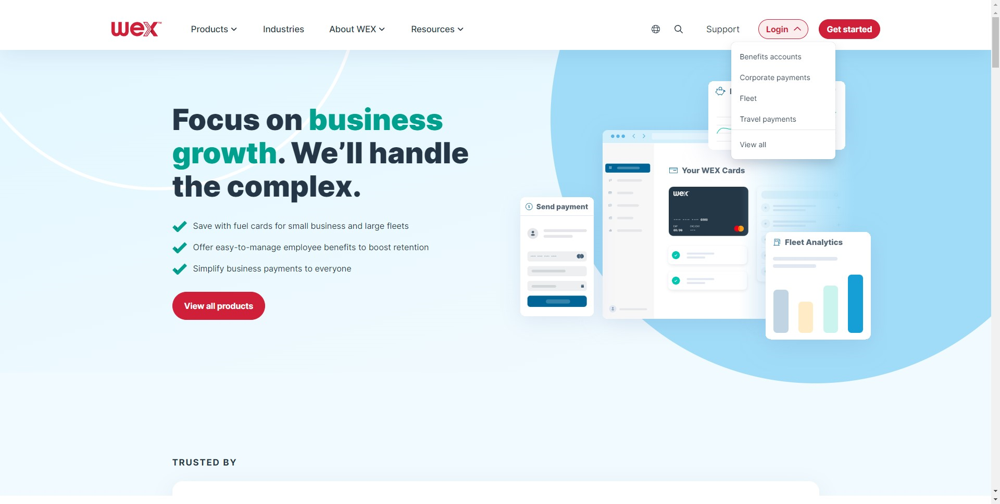 wex™
Products
Industries
About WEX
Resources
Support
Login
Get started
Benefits accounts
Corporate payments
Fleet
Travel payments
View all
Focus on business
growth. We’ll handle
the complex.
Save with fuel cards for small business and large fleets
Offer easy-to-manage employee benefits to boost retention
Simplify business payments to everyone
View all products
Send payment
Your WEX Cards
wex
Fleet Analytics
TRUSTED BY